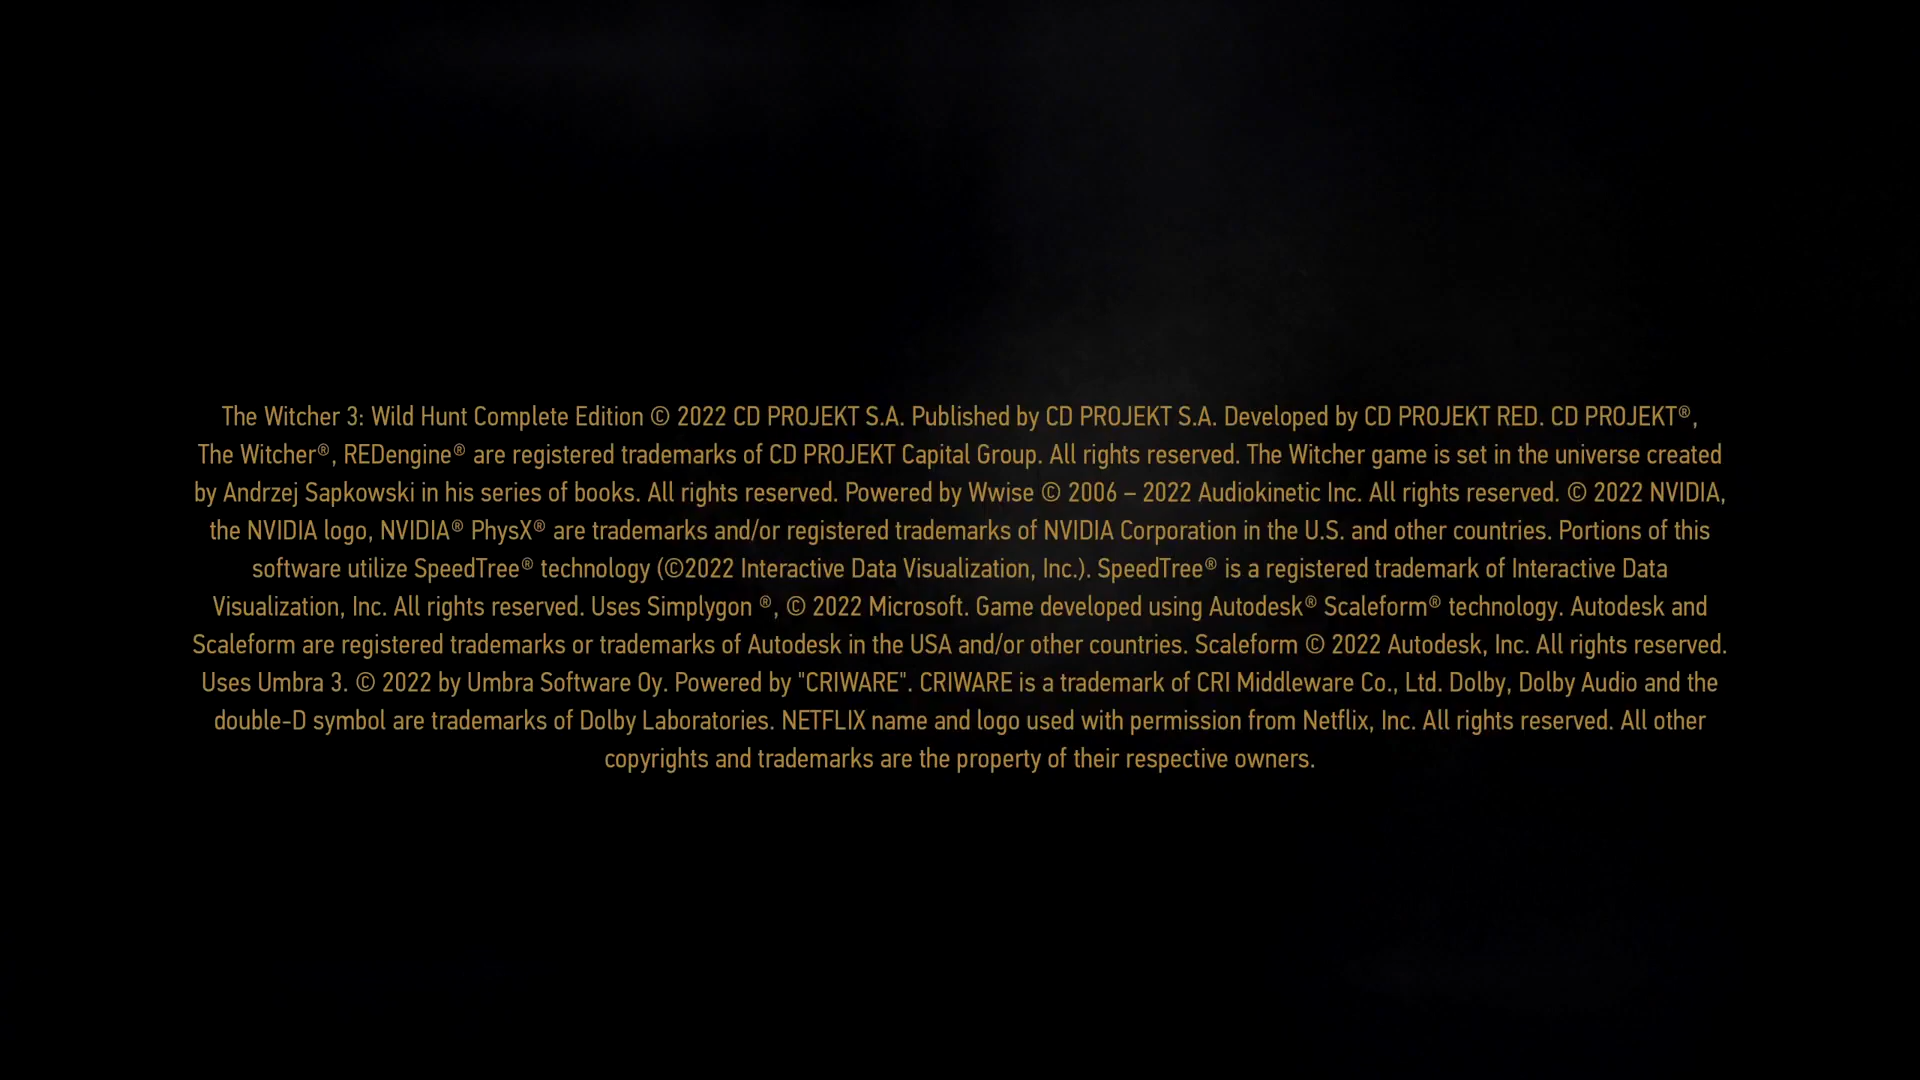 The Witcher 3: Wild Hunt Complete Edition © 2022 CD PROJEKT S.A. Published by CD PROJEKT S.A. Developed by CD PROJEKT RED. CD PROJEKT®,
The Witcher®, REDengine® are registered trademarks of CD PROJEKT Capital Group. All rights reserved. The Witcher game is set in the universe created
by Andrzej Sapkowski in his series of books. All rights reserved. Powered by Wwise © 2006 – 2022 Audiokinetic Inc. All rights reserved. © 2022 NVIDIA,
the NVIDIA logo, NVIDIA® PhysX® are trademarks and/or registered trademarks of NVIDIA Corporation in the U.S. and other countries. Portions of this
software utilize SpeedTree® technology (©2022 Interactive Data Visualization, Inc.). SpeedTree® is a registered trademark of Interactive Data
Visualization, Inc. All rights reserved. Uses Simplygon ®, © 2022 Microsoft. Game developed using Autodesk® Scaleform® technology. Autodesk and
Scaleform are registered trademarks or trademarks of Autodesk in the USA and/or other countries. Scaleform © 2022 Autodesk, Inc. All rights reserved.
Uses Umbra 3. © 2022 by Umbra Software Oy. Powered by "CRIWARE". CRIWARE is a trademark of CRI Middleware Co., Ltd. Dolby, Dolby Audio and the
double-D symbol are trademarks of Dolby Laboratories. NETFLIX name and logo used with permission from Netflix, Inc. All rights reserved. All other
copyrights and trademarks are the property of their respective owners.